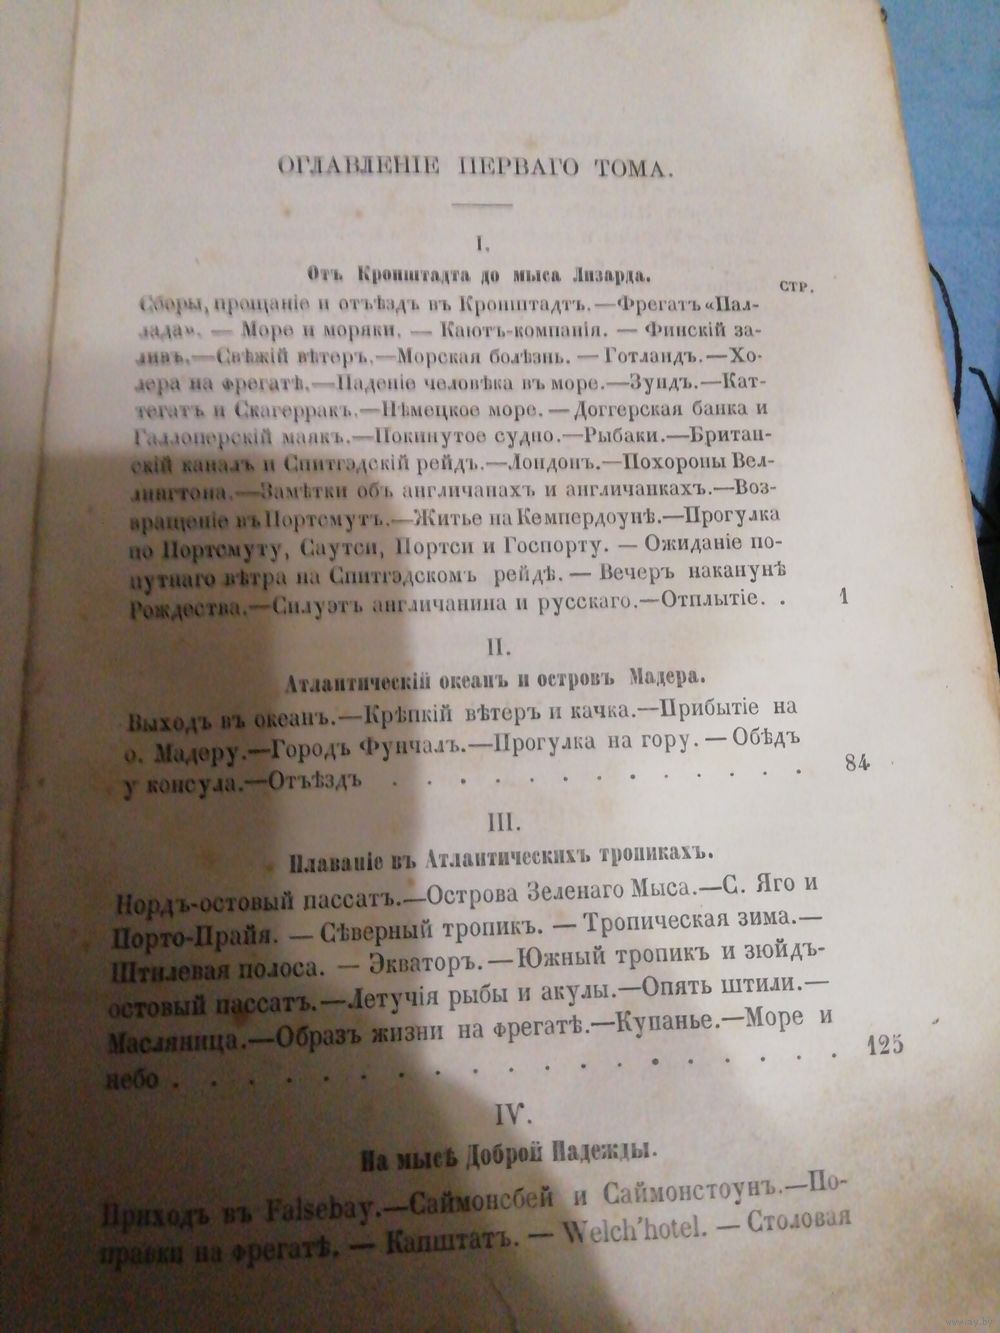 ОГЛАВЛЕНІЕ ПЕРВАГО ТОМА.
I.
Отъ Кронштадта до мыса Лизарда.
СТР.
Сборы, прощаніе и отъѣздъ въ Кронштадтъ.—Фрегатъ «Пал-
лада». — Море и моряки. — Каютъ-компанія. — Финскій за-
ливъ.—Свѣжій вѣтеръ.—Морская болѣзнь. — Готландъ.—Хо-
лера на фрегатѣ.—Паденіе человѣка въ море.—Зундъ.—Кат-
тегатъ и Скагерракъ.—Нѣмецкое море. — Доггерская банка и
Галлоперскій маякъ.—Покинутое судно.—Рыбаки.—Британ-
скій каналъ и Спитгэдскій рейдъ.—Лондонъ.—Похороны Вел-
лингтона.—Замѣтки объ англичанахъ и англичанкахъ.—Воз-
вращеніе въ Портсмутъ.—Житье на Кемпердоунѣ.—Прогулка
по Портсмуту, Саутси, Портси и Госпорту. — Ожиданіе по-
путнаго вѣтра на Спитгэдскомъ рейдѣ. — Вечеръ наканунѣ
Рождества.—Силуэтъ англичанина и русскаго.—Отплытіе. . 1
II.
Атлантическій океанъ и островъ Мадера.
Выходъ въ океанъ.—Крѣпкій вѣтеръ и качка.—Прибытіе на
о. Мадеру.—Городъ Фунчалъ.—Прогулка на гору. — Обѣдъ
у консула.—Отъѣздъ . . . . . . . . . . . . . 84
III.
Плаваніе въ Атлантическихъ тропикахъ.
Нордъ-остовый пассатъ.—Острова Зеленаго Мыса.—С. Яго и
Порто-Прайя. — Сѣверный тропикъ. — Тропическая зима.—
Штилевая полоса. — Экваторъ. — Южный тропикъ и зюйдъ-
остовый пассатъ.—Летучія рыбы и акулы.—Опять штили.—
Масляница.—Образъ жизни на фрегатѣ.—Купанье.—Море и
небо . . . . . . . . . . . . . . . . . . . 125
IV.
На мысѣ Доброй Надежды.
Приходъ въ Falsebay.—Саймонсбей и Саймонстоунъ.—По-
правки на фрегатѣ. — Капштатъ. — Welch'hotel. — Столовая
www.ay.by